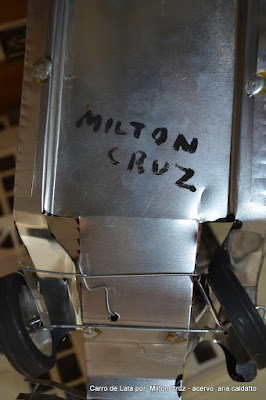 MILTON
CRUZ
Carro de Lata por Milton Cruz - acervo ana caldatto